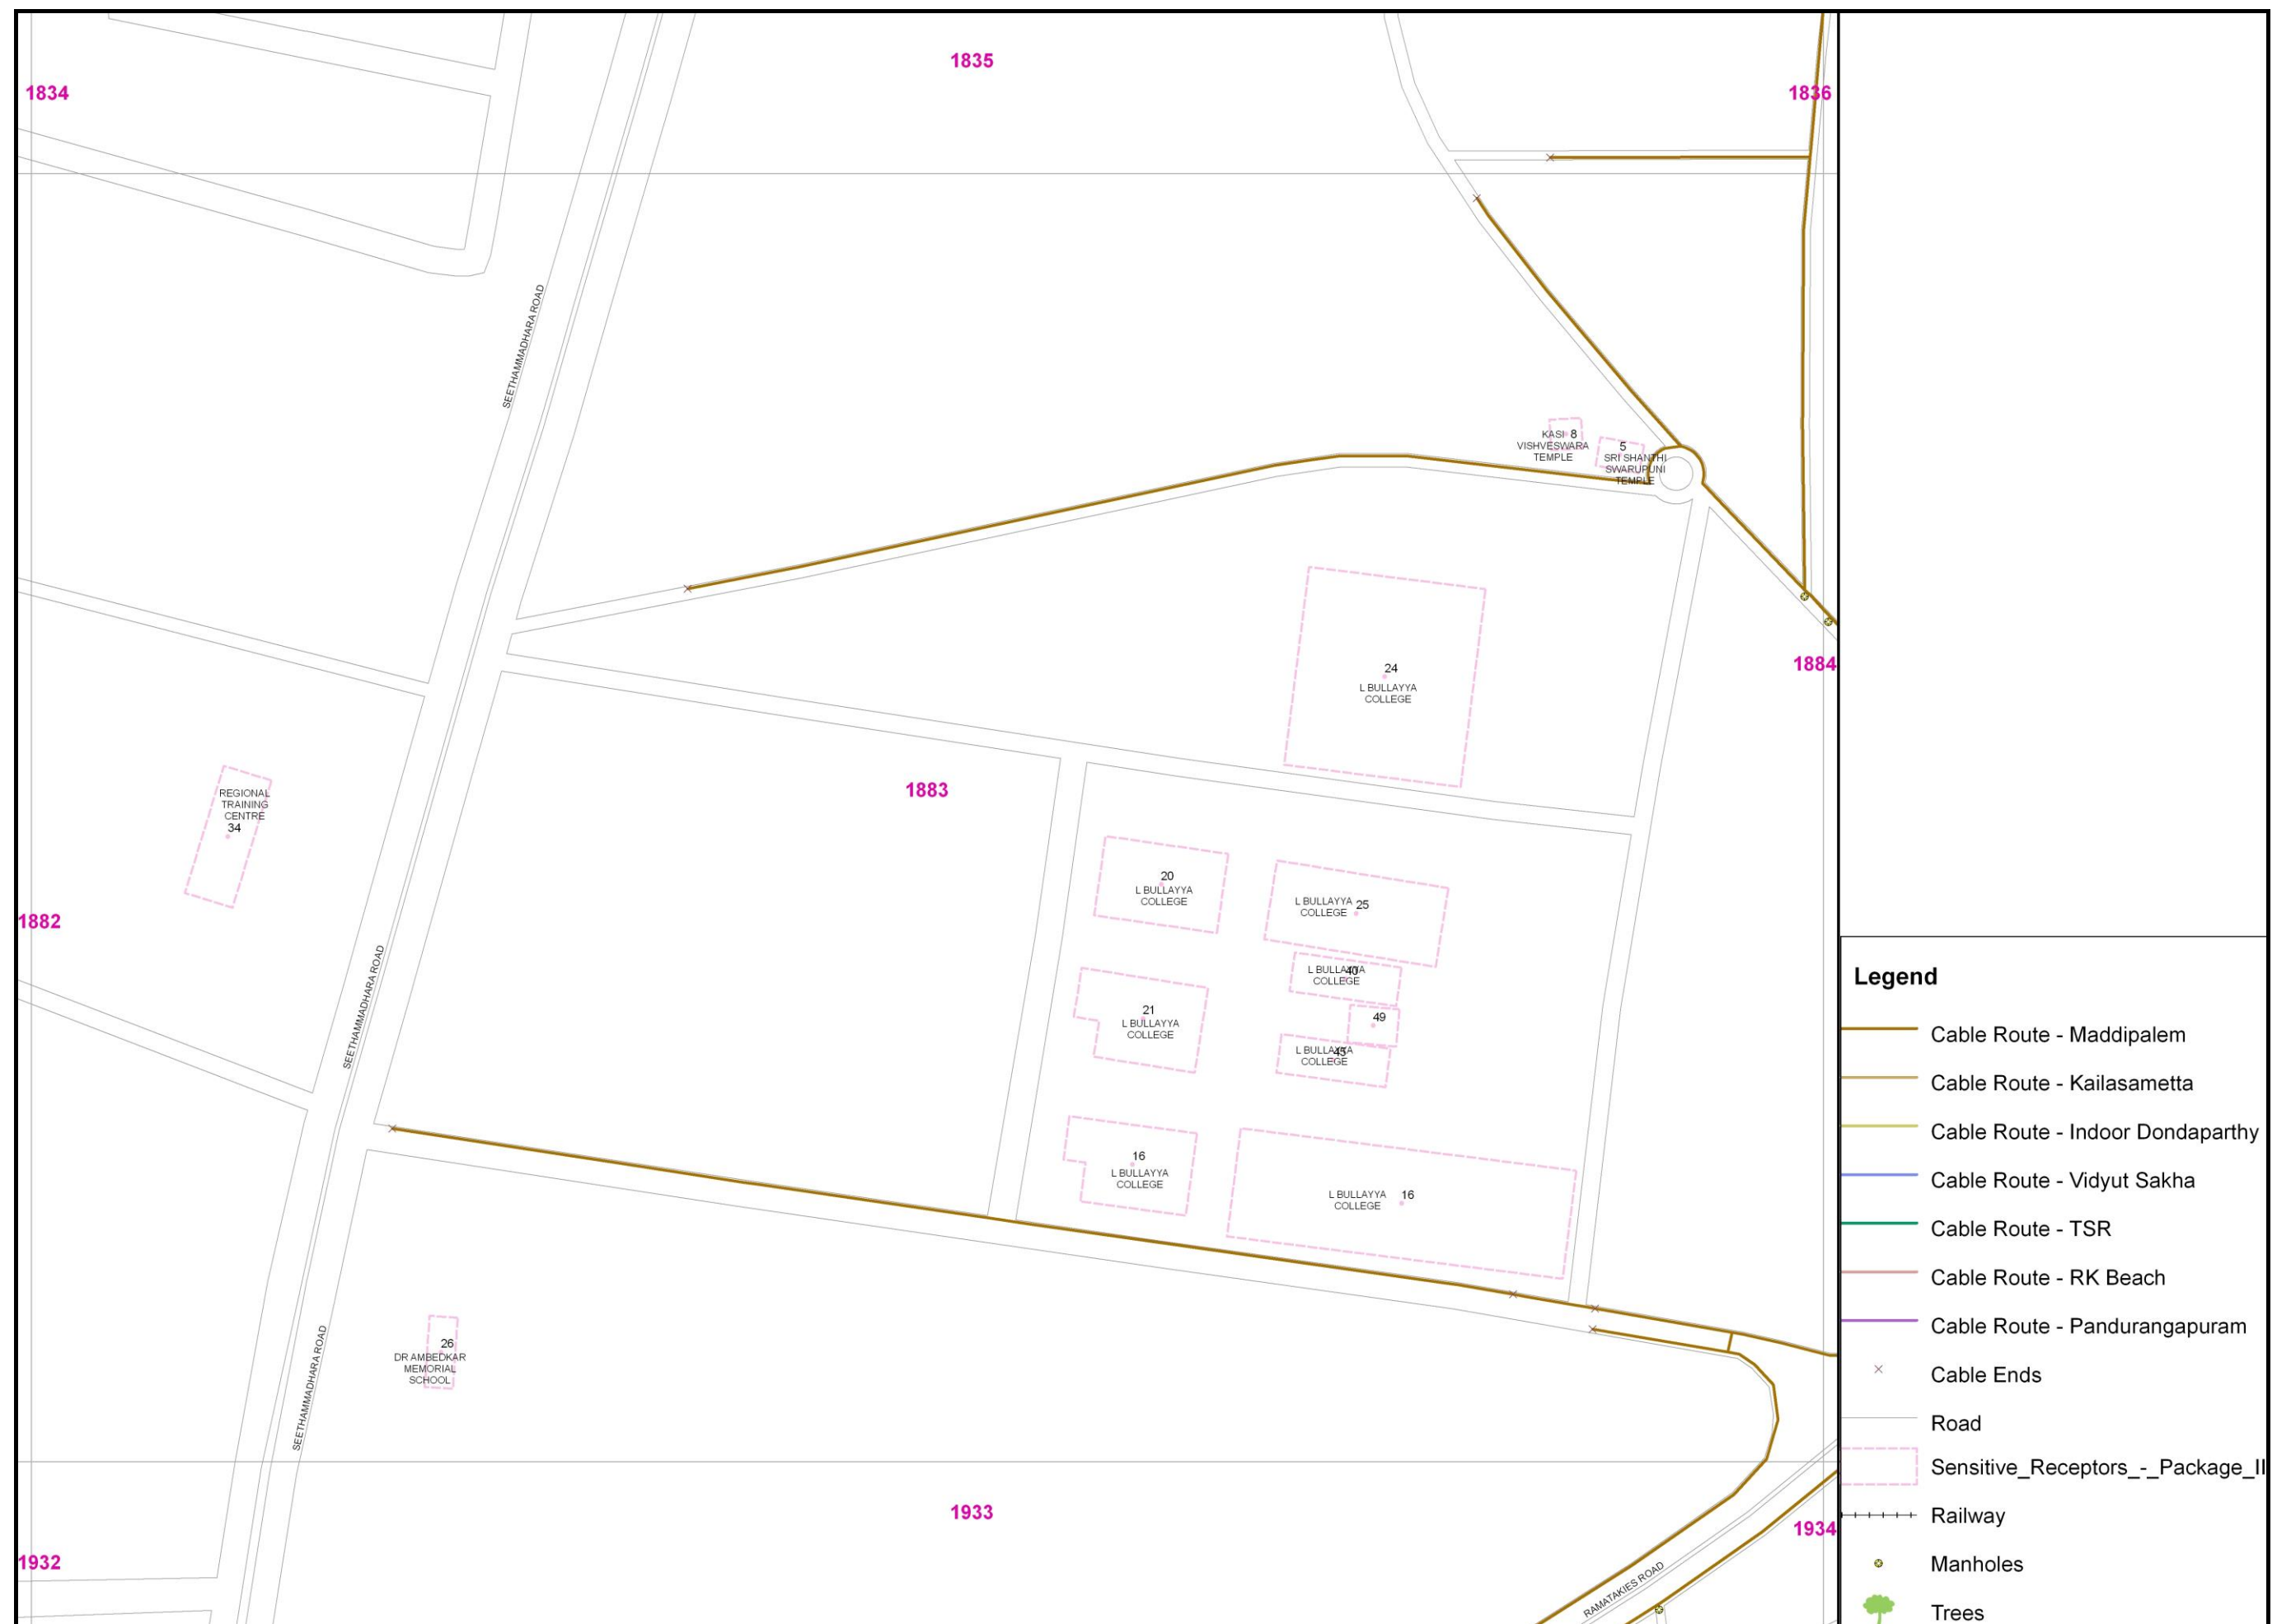 1835
1834
1836
SEETHAMMADHARA ROAD
KASI 8
VISHVESWARA
TEMPLE
5
SRI SHANTHI
SWARUPUNI
TEMPLE
24
L BULLAYYA
COLLEGE
1884
1883
REGIONAL
TRAINING
CENTRE
34
20
L BULLAYYA
COLLEGE
L BULLAYYA
COLLEGE
25
1882
L BULLAYYA
COLLEGE
40
SEETHAMMADHARA ROAD
21
L BULLAYYA
COLLEGE
49
L BULLAYYA
COLLEGE
45
16
L BULLAYYA
COLLEGE
L BULLAYYA
COLLEGE
16
26
DR AMBEDKAR
MEMORIAL
SCHOOL
SEETHAMMADHARA ROAD
1933
1934
1932
RAMATAKIES ROAD
Legend
Cable Route - Maddipalem
Cable Route - Kailasametta
Cable Route - Indoor Dondaparthy
Cable Route - Vidyut Sakha
Cable Route - TSR
Cable Route - RK Beach
Cable Route - Pandurangapuram
Cable Ends
Road
Sensitive_Receptors_-_Package_II
Railway
Manholes
Trees